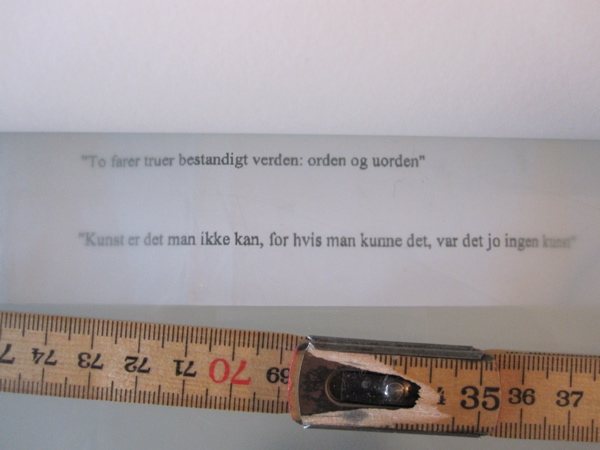 "To farer truer bestandigt verden: orden og uorden"
"Kunst er det man ikke kan, for hvis man kunne det, var det jo ingen kunst"
74 73 72 71 70 69 35 36 37